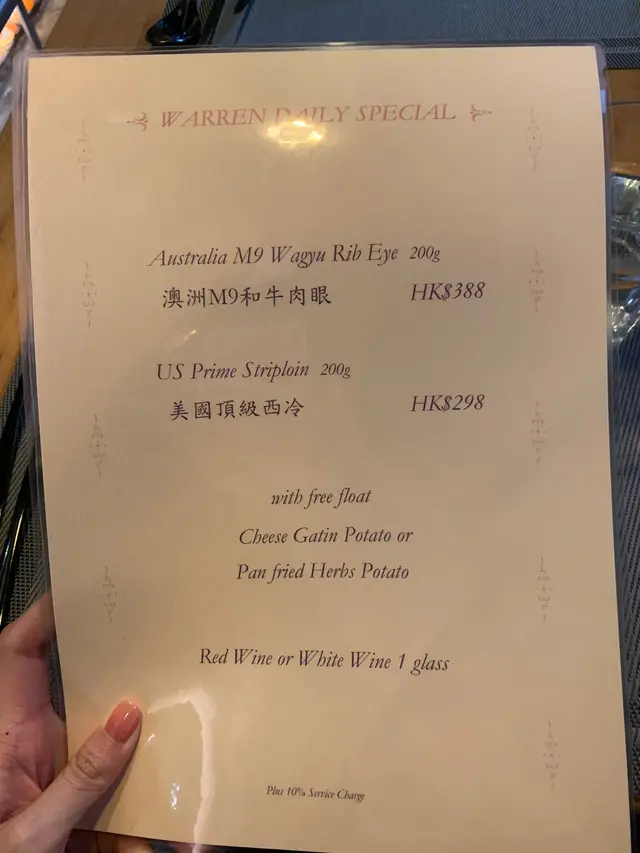 WARREN DAILY SPECIAL
Australia M9 Wagyu Rib Eye 200g
澳洲M9和牛肉眼 HK$388
US Prime Striploin 200g
美國頂級西冷 HK$298
with free float
Cheese Gatin Potato or
Pan fried Herbs Potato
Red Wine or White Wine 1 glass
Plus 10% Service Charge